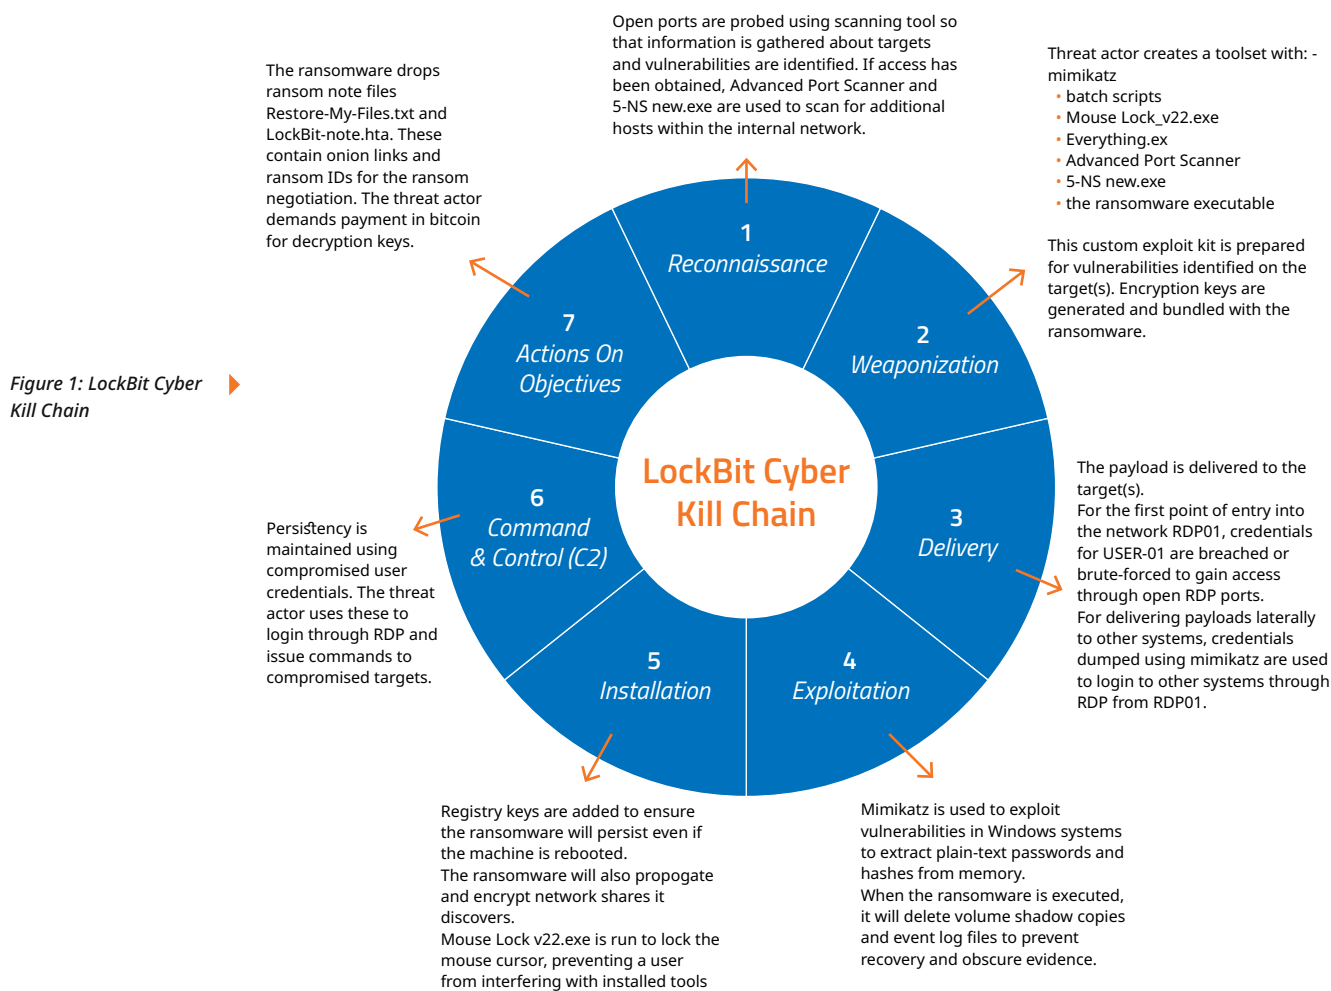 Figure 1: LockBit Cyber
Kill Chain
LockBit Cyber
Kill Chain
1
Reconnaissance
Open ports are probed using scanning tool so
that information is gathered about targets
and vulnerabilities are identified. If access has
been obtained, Advanced Port Scanner and
5-NS new.exe are used to scan for additional
hosts within the internal network.
2
Weaponization
Threat actor creates a toolset with: -
mimikatz
• batch scripts
• Mouse Lock_v22.exe
• Everything.ex
• Advanced Port Scanner
• 5-NS new.exe
• the ransomware executable
This custom exploit kit is prepared
for vulnerabilities identified on the
target(s). Encryption keys are
generated and bundled with the
ransomware.
3
Delivery
The payload is delivered to the
target(s).
For the first point of entry into
the network RDP01, credentials
for USER-01 are breached or
brute-forced to gain access
through open RDP ports.
For delivering payloads laterally
to other systems, credentials
dumped using mimikatz are used
to login to other systems through
RDP from RDP01.
4
Exploitation
Mimikatz is used to exploit
vulnerabilities in Windows systems
to extract plain-text passwords and
hashes from memory.
When the ransomware is executed,
it will delete volume shadow copies
and event log files to prevent
recovery and obscure evidence.
5
Installation
Registry keys are added to ensure
the ransomware will persist even if
the machine is rebooted.
The ransomware will also propogate
and encrypt network shares it
discovers.
Mouse Lock v22.exe is run to lock the
mouse cursor, preventing a user
from interfering with installed tools
6
Command
& Control (C2)
Persistency is
maintained using
compromised user
credentials. The threat
actor uses these to
login through RDP and
issue commands to
compromised targets.
7
Actions On
Objectives
The ransomware drops
ransom note files
Restore-My-Files.txt and
LockBit-note.hta. These
contain onion links and
ransom IDs for the ransom
negotiation. The threat actor
demands payment in bitcoin
for decryption keys.